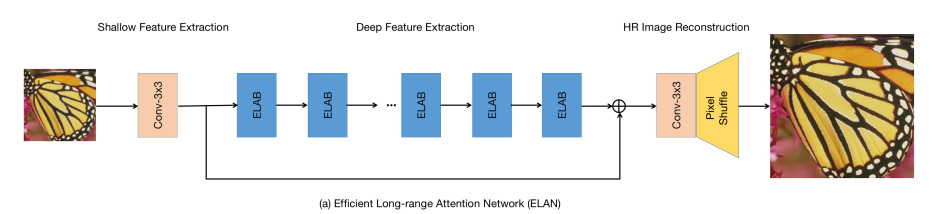 Shallow Feature Extraction
Deep Feature Extraction
HR Image Reconstruction
Conv-3x3
ELAB
ELAB
...
ELAB
ELAB
ELAB
Conv-3x3
Pixel
Shuffle
(a) Efficient Long-range Attention Network (ELAN)